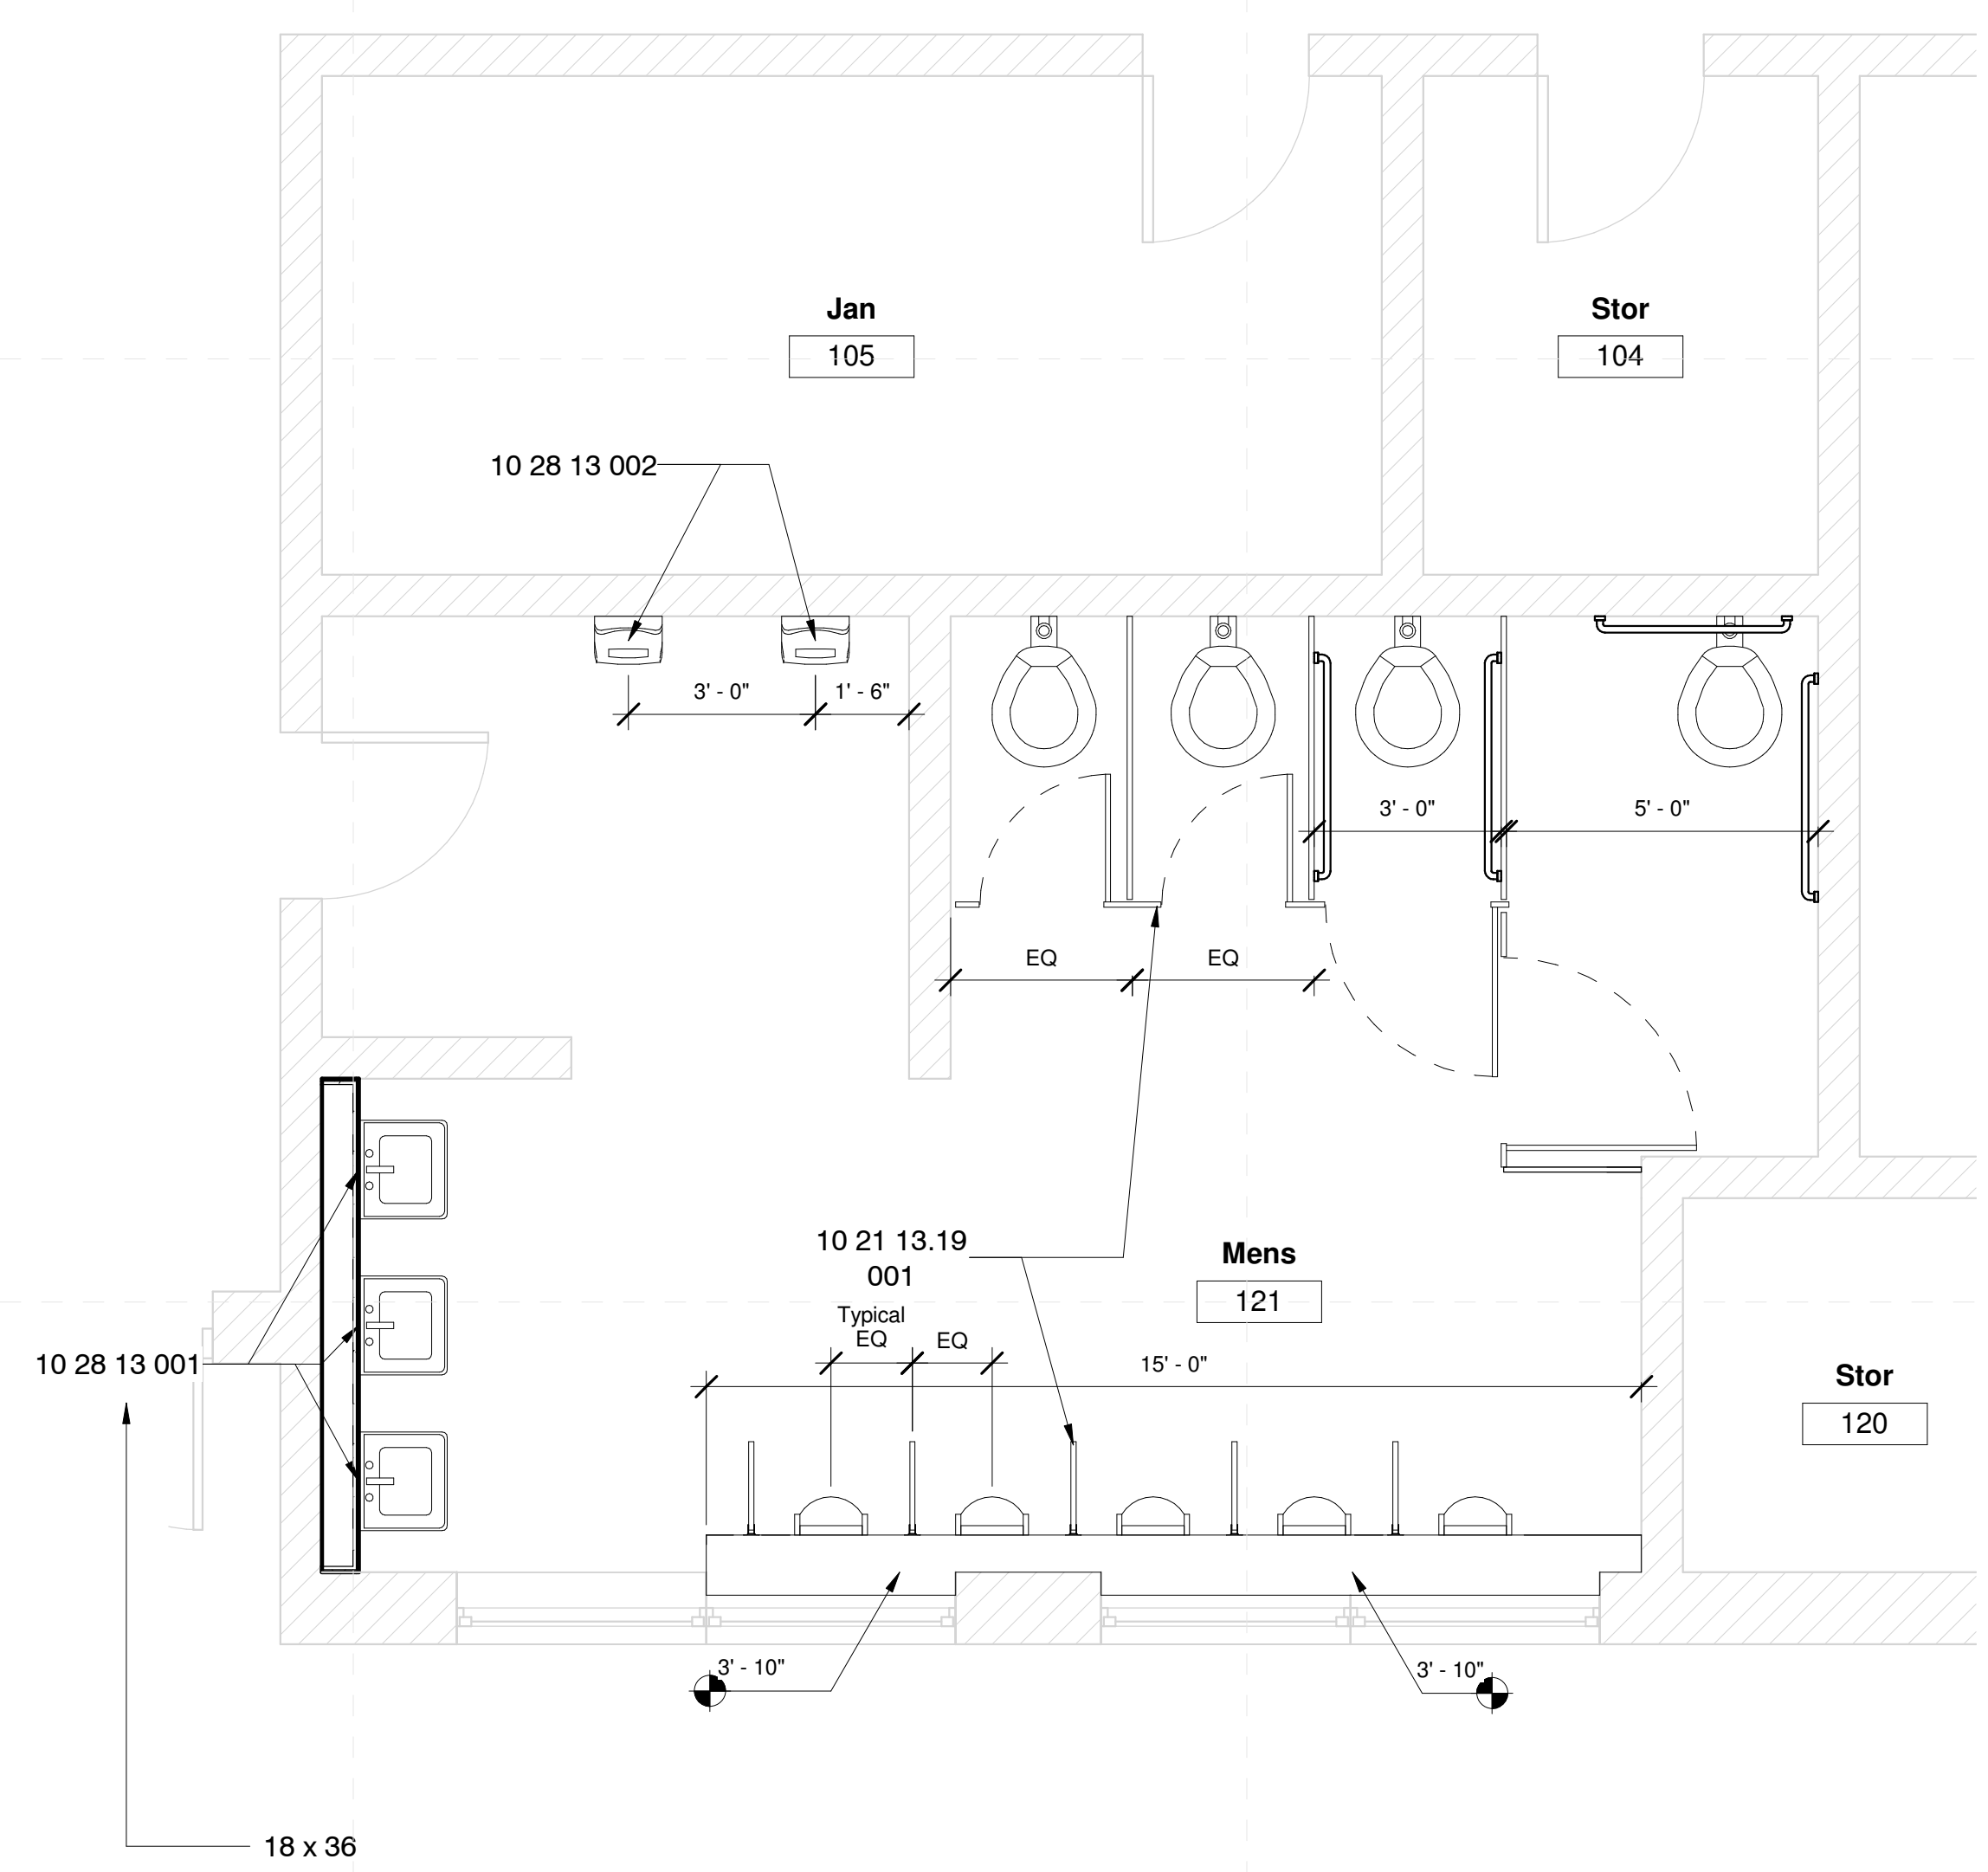 Jan
105
Stor
104
10 28 13 002
3' - 0"
1' - 6"
3' - 0"
5' - 0"
EQ
EQ
10 21 13.19
001
Typical
EQ
EQ
Mens
121
15' - 0"
10 28 13 001
Stor
120
3' - 10"
3' - 10"
18 x 36